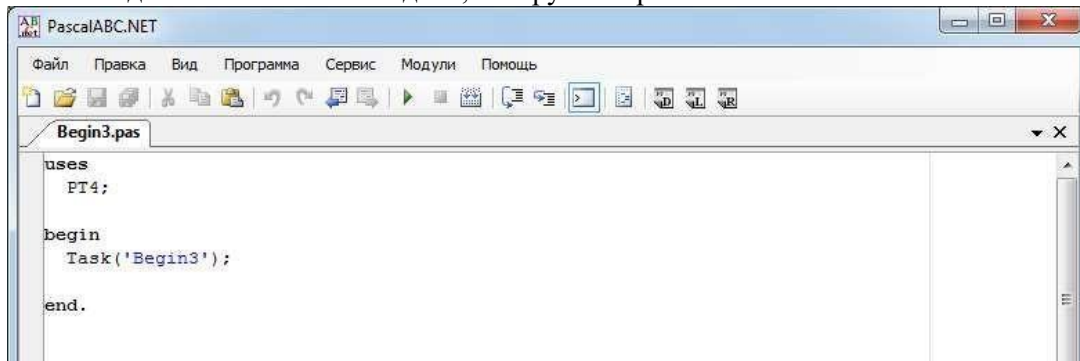 PascalABC.NET
Файл Правка Вид Программа Сервис Модули Помощь
Begin3.pas
uses
PT4;
begin
Task('Begin3');
end.